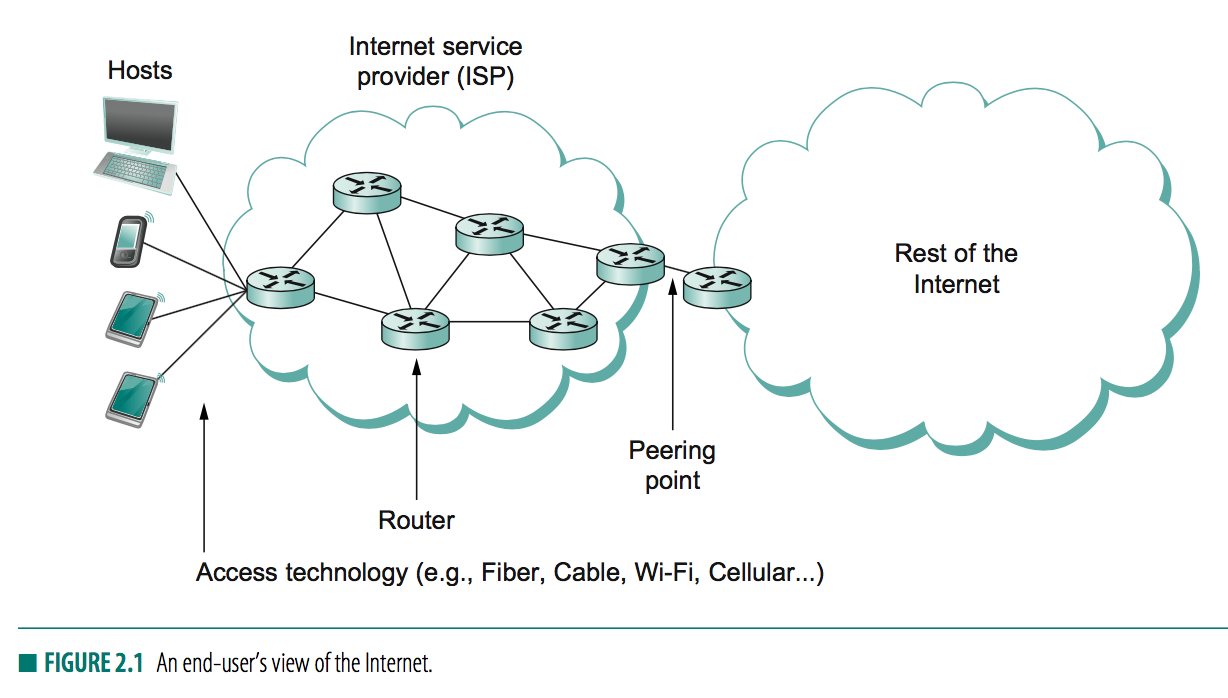 Hosts
Internet service
provider (ISP)
Rest of the
Internet
Peering
point
Router
Access technology (e.g., Fiber, Cable, Wi-Fi, Cellular...)
FIGURE 2.1 An end-user’s view of the Internet.